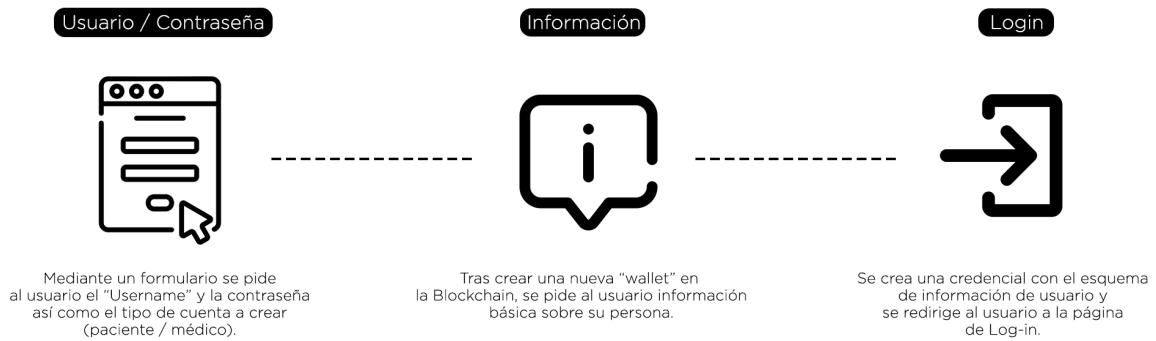 Usuario / Contraseña
Información
Login
Mediante un formulario se pide
al usuario el “Username” y la contraseña
así como el tipo de cuenta a crear
(paciente / médico).
Tras crear una nueva “wallet” en
la Blockchain, se pide al usuario información
básica sobre su persona.
Se crea una credencial con el esquema
de información de usuario y
se redirige al usuario a la página
de Log-in.